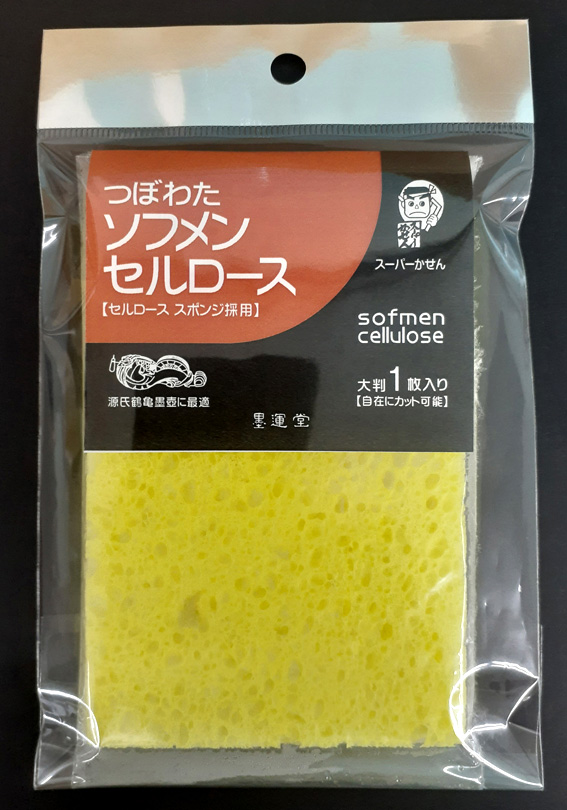 つぼわた
ソフメン
セルロース
【セルロース スポンジ採用】
スーパーかせん
sofmen
cellulose
大判1枚入り
【自在にカット可能】
源氏鶴亀墨壺に最適
墨運堂